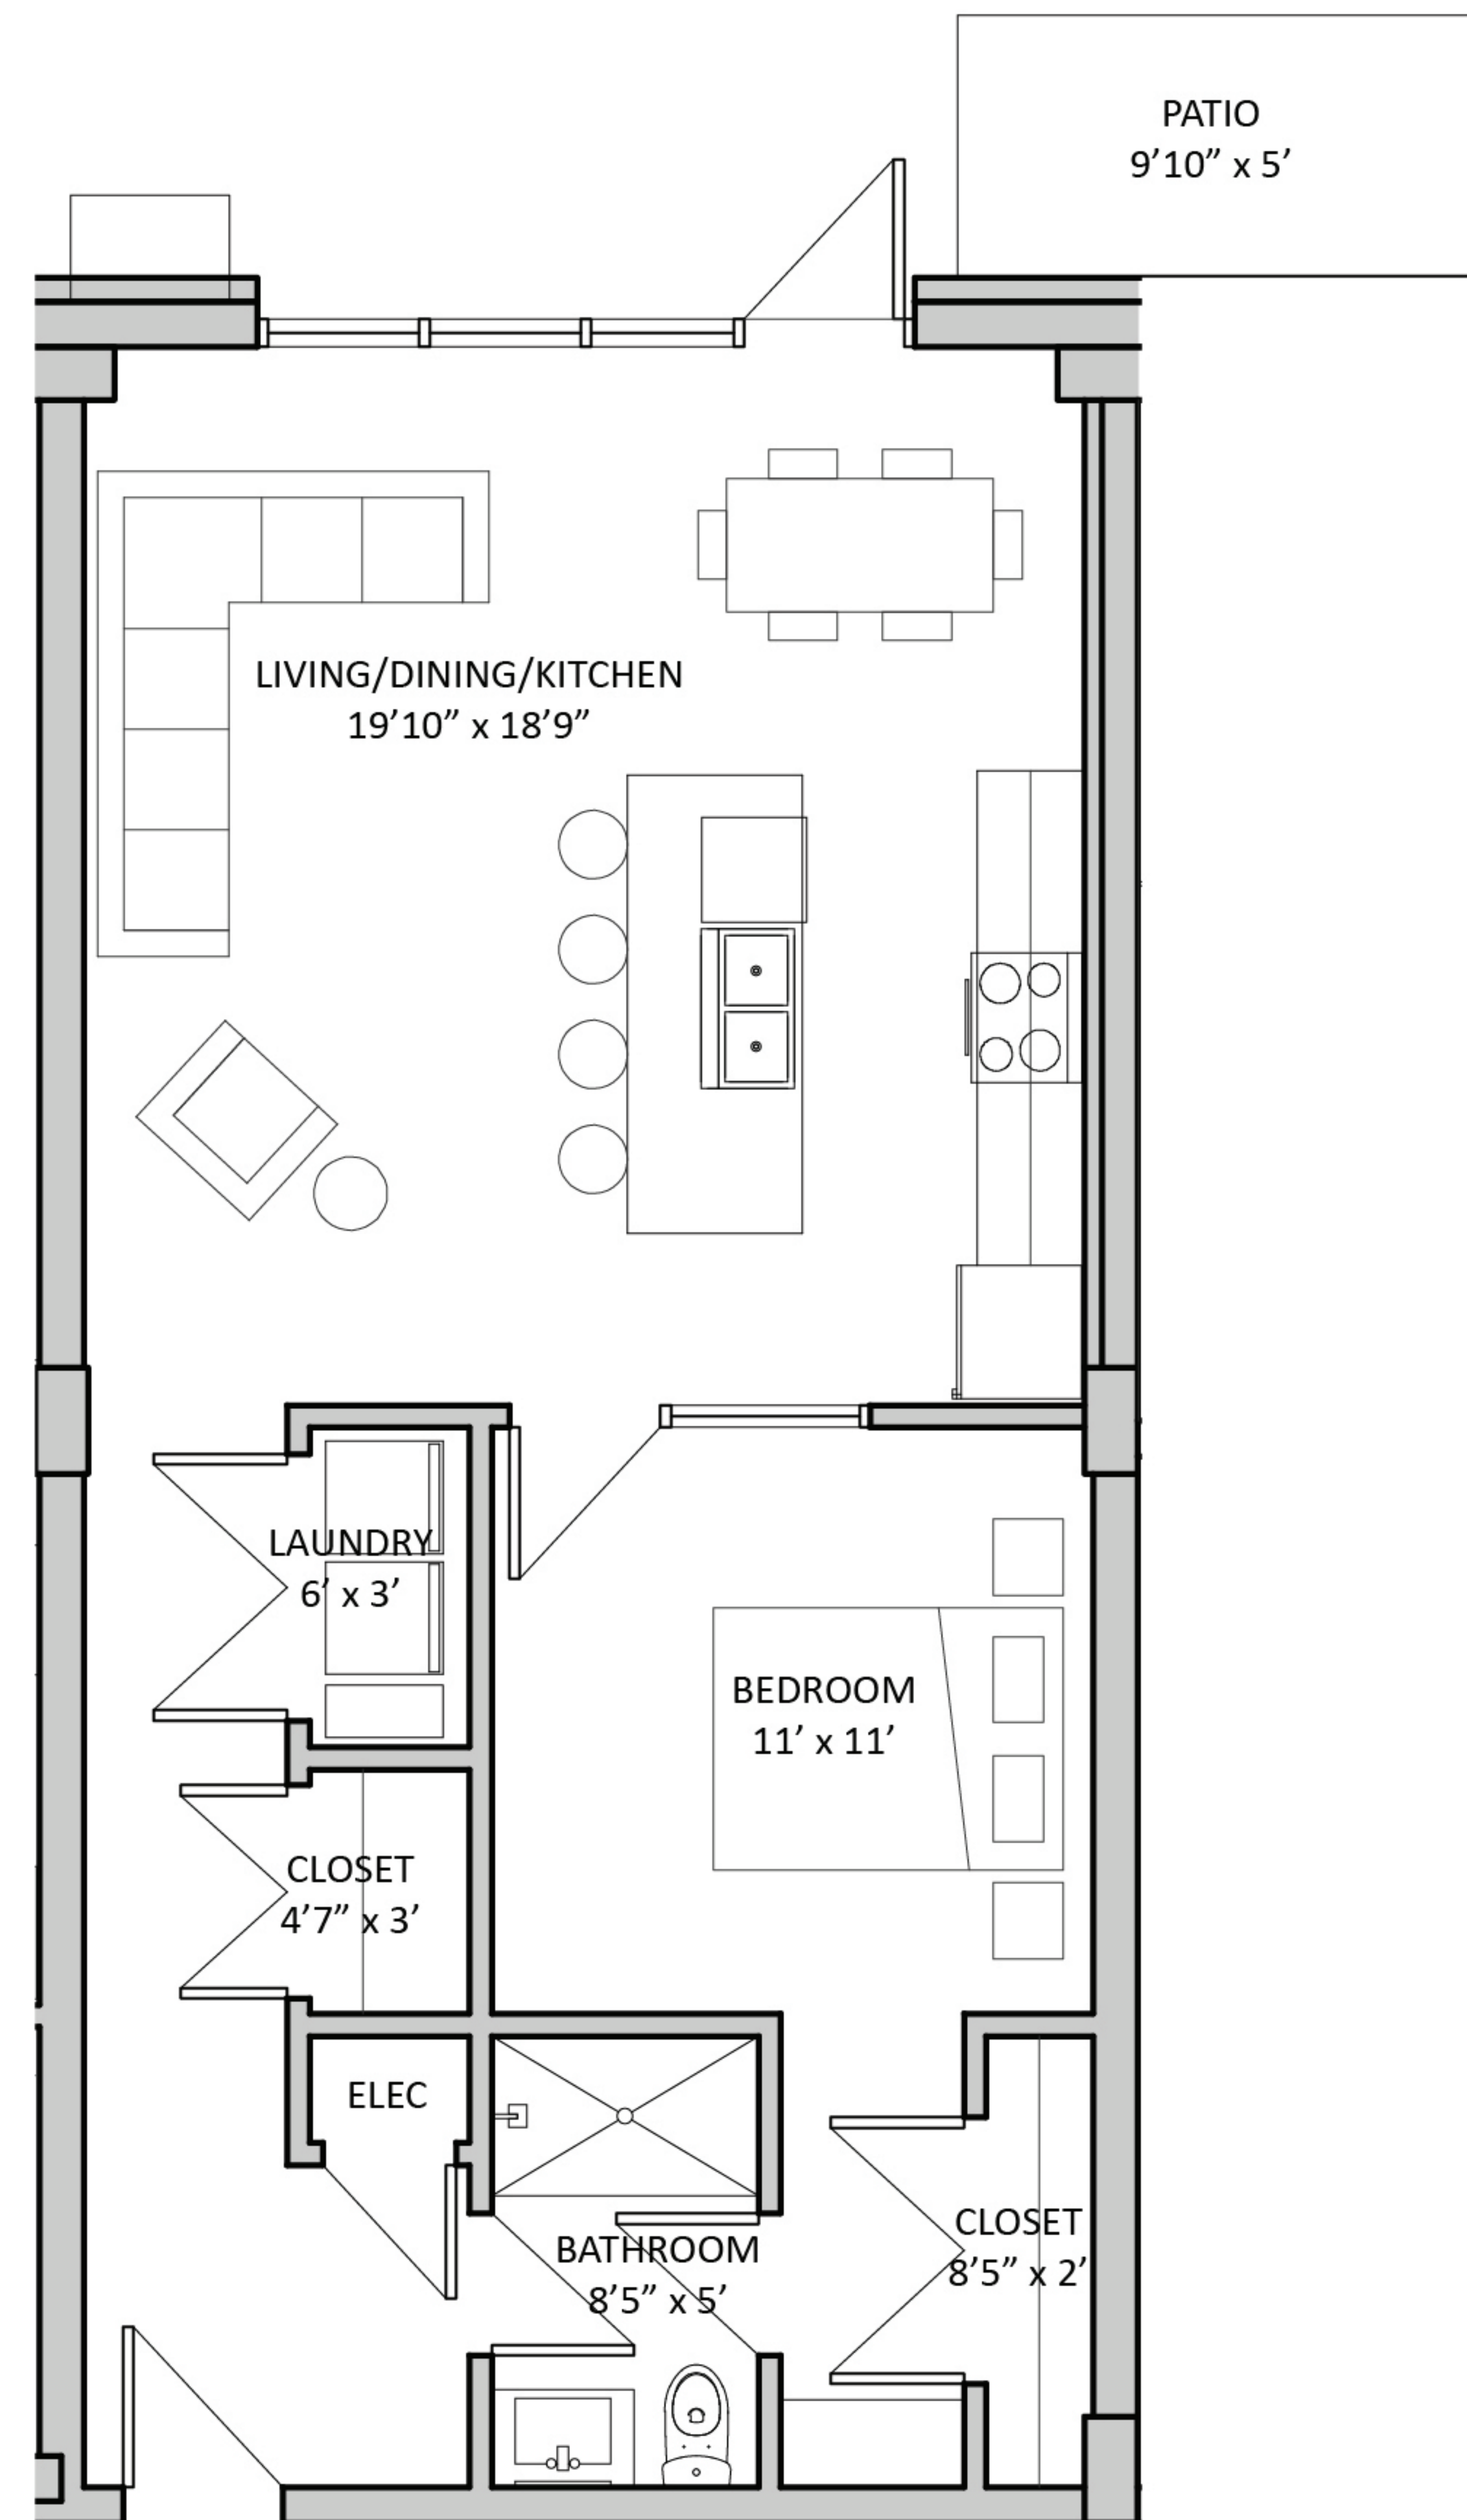 PATIO
9’10” x 5’
LIVING/DINING/KITCHEN
19’10” x 18’9”
LAUNDRY
6’ x 3’
BEDROOM
11’ x 11’
CLOSET
4’7” x 3’
ELEC
BATHROOM
8’5” x 5’
CLOSET
8’5” x 2’